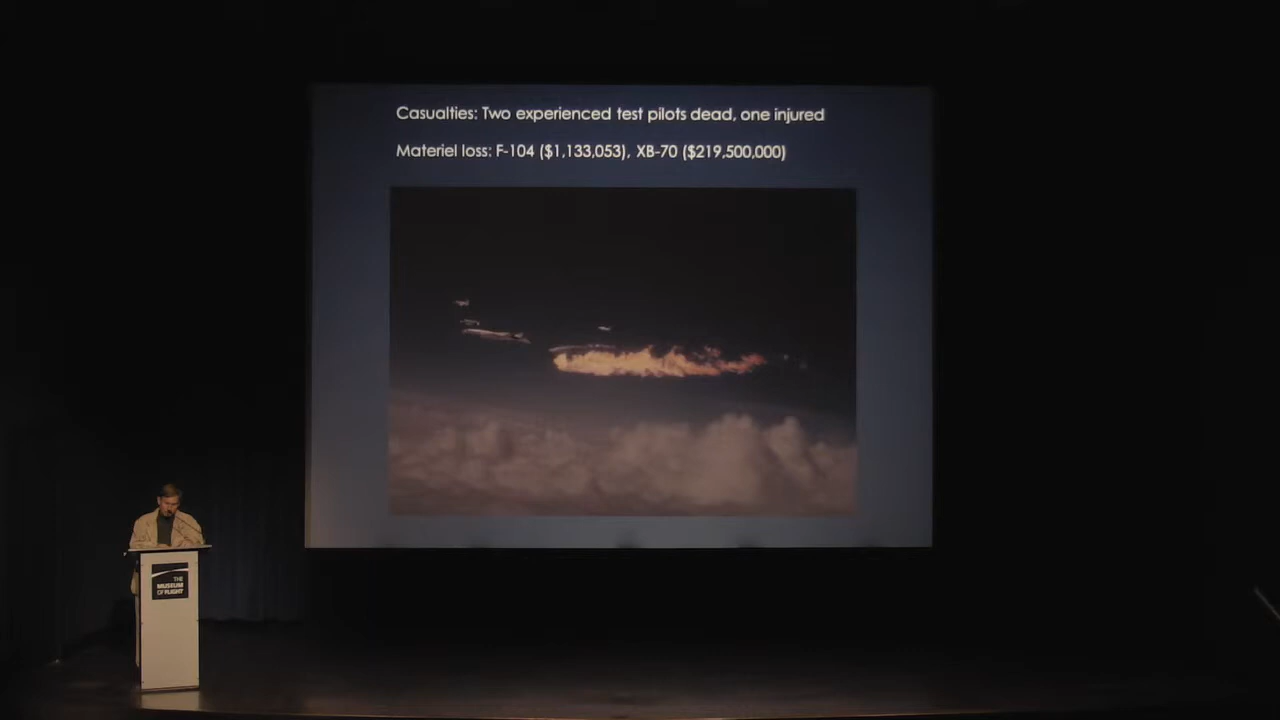 Casualties: Two experienced test pilots dead, one injured
Materiel loss: F-104 ($1,133,053), XB-70 ($219,500,000)
THE
MUSEUM
OF FLIGHT